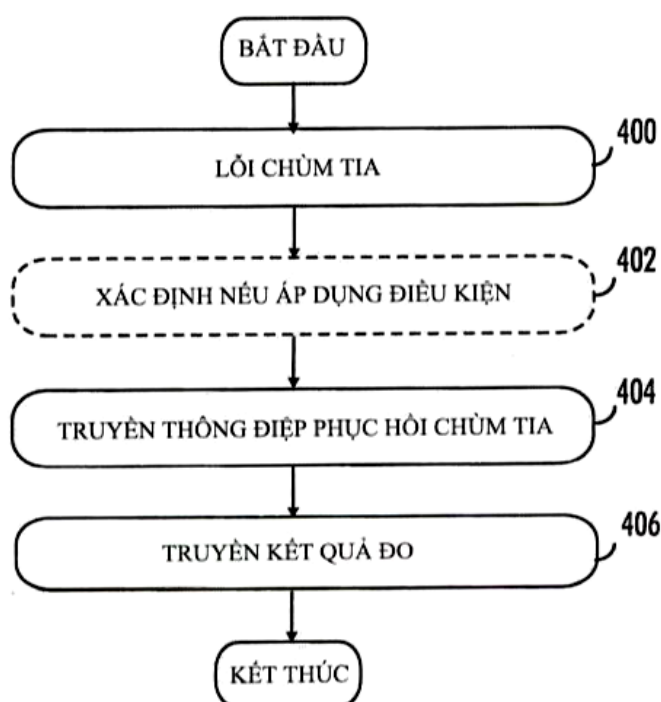 BẮT ĐẦU
400
LỖI CHÙM TIA
402
XÁC ĐỊNH NẾU ÁP DỤNG ĐIỀU KIỆN
404
TRUYỀN THÔNG ĐIỆP PHỤC HỒI CHÙM TIA
406
TRUYỀN KẾT QUẢ ĐO
KẾT THÚC